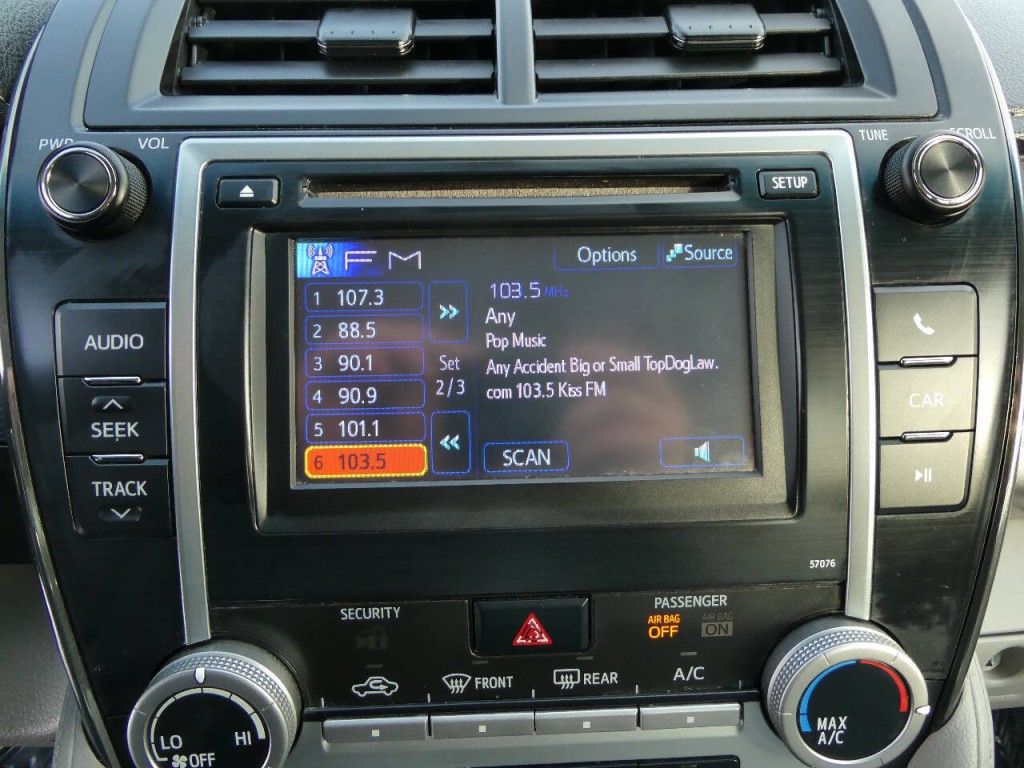 PWR VOL
TUNE SCROLL
SETUP
FM
Options
Source
1 107.3
103.5 MHz
2 88.5
Any
3 90.1
Pop Music
Set
Any Accident Big or Small TopDogLaw.
4 90.9
2/3
com 103.5 Kiss FM
5 101.1
6 103.5
SCAN
AUDIO
SEEK
TRACK
CAR
57076
SECURITY
PASSENGER
AIR BAG OFF
AIR BAG ON
FRONT
REAR
A/C
LO HI
OFF
MAX
A/C